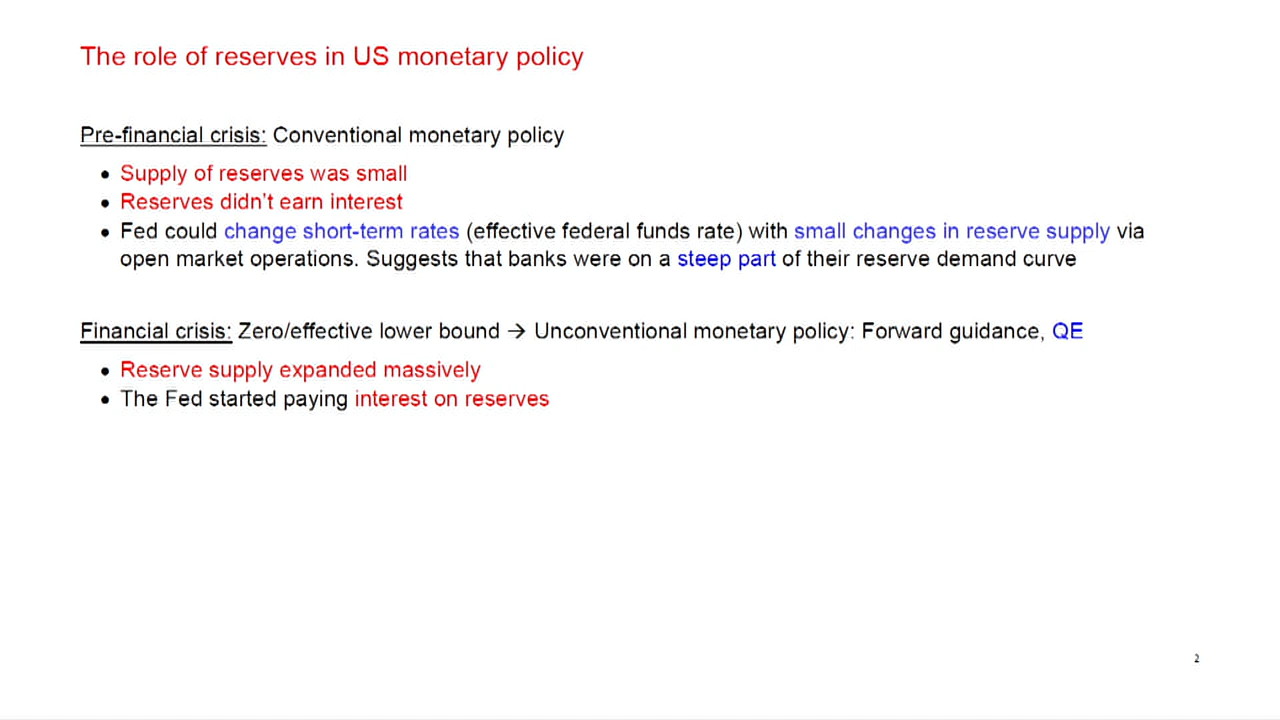 The role of reserves in US monetary policy
Pre-financial crisis: Conventional monetary policy
• Supply of reserves was small
• Reserves didn't earn interest
• Fed could change short-term rates (effective federal funds rate) with small changes in reserve supply via
open market operations. Suggests that banks were on a steep part of their reserve demand curve
Financial crisis: Zero/effective lower bound → Unconventional monetary policy: Forward guidance, QE
• Reserve supply expanded massively
• The Fed started paying interest on reserves
2